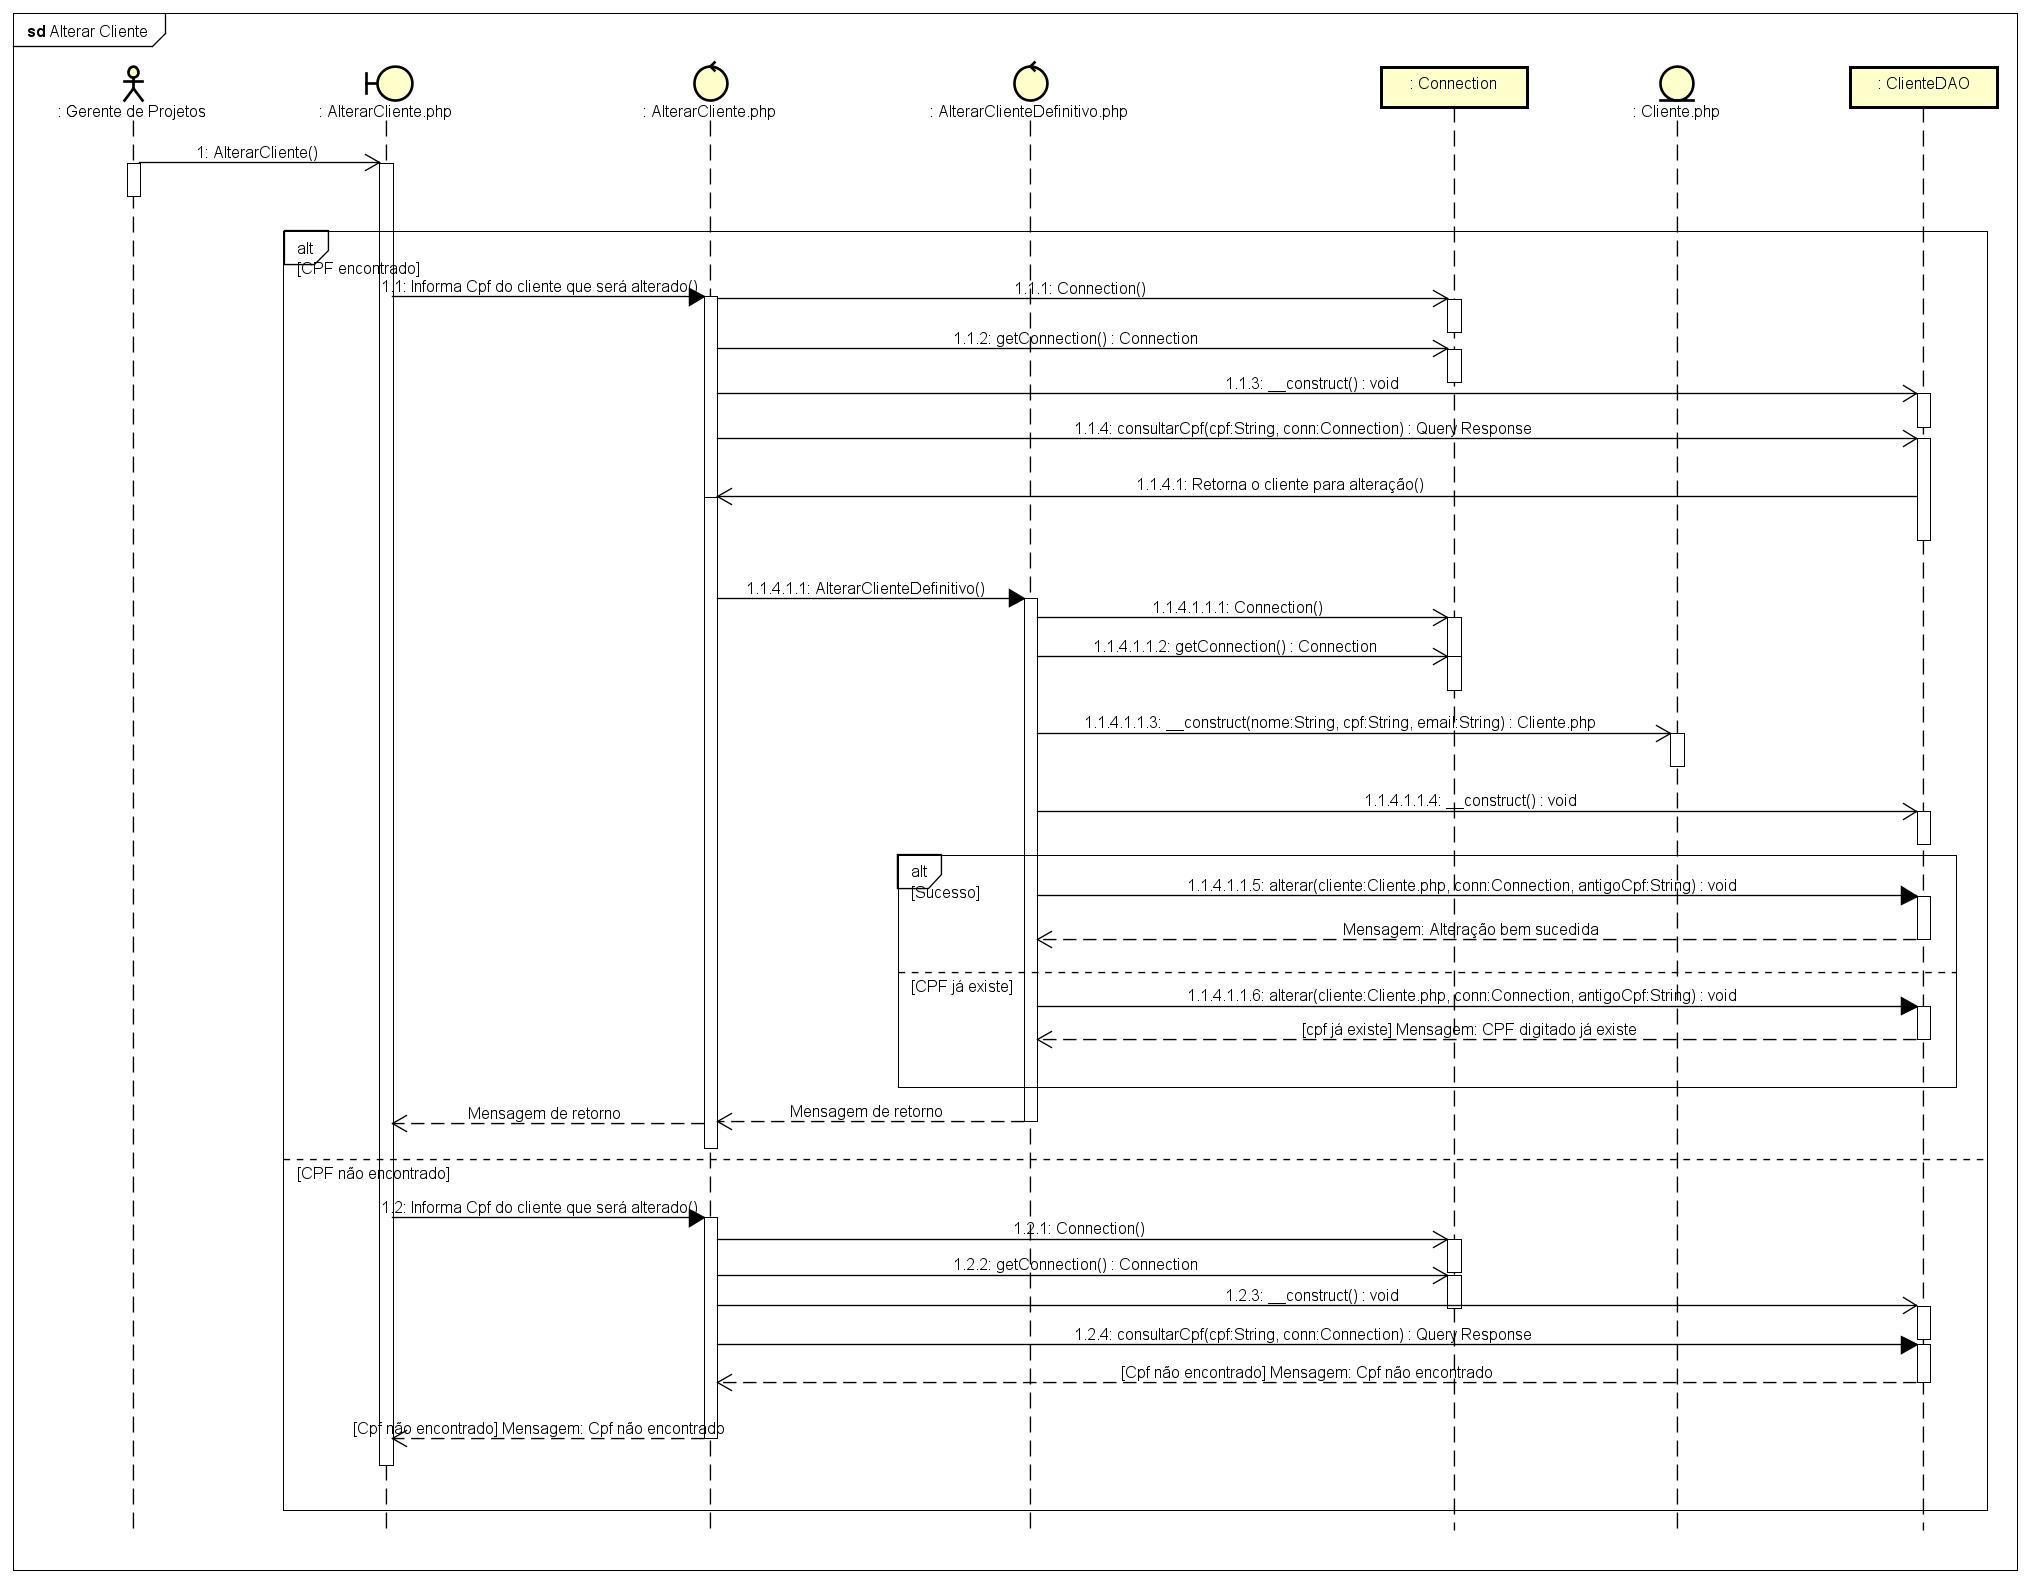 sd Alterar Cliente
: Gerente de Projetos
: AlterarCliente.php
: AlterarCliente.php
: AlterarClienteDefinitivo.php
: Connection
: Cliente.php
: ClienteDAO
1: AlterarCliente()
alt
[CPF encontrado]
1.1: Informa Cpf do cliente que será alterado()
1.1.1: Connection()
1.1.2: getConnection() : Connection
1.1.3: __construct() : void
1.1.4: consultarCpf(cpf:String, conn:Connection) : Query Response
1.1.4.1: Retorna o cliente para alteração()
1.1.4.1.1: AlterarClienteDefinitivo()
1.1.4.1.1.1: Connection()
1.1.4.1.1.2: getConnection() : Connection
1.1.4.1.1.3: __construct(nome:String, cpf:String, email:String) : Cliente.php
1.1.4.1.1.4: __construct() : void
alt
[Sucesso]
1.1.4.1.1.5: alterar(cliente:Cliente.php, conn:Connection, antigoCpf:String) : void
Mensagem: Alteração bem sucedida
[CPF já existe]
1.1.4.1.1.6: alterar(cliente:Cliente.php, conn:Connection, antigoCpf:String) : void
[cpf já existe] Mensagem: CPF digitado já existe
Mensagem de retorno
Mensagem de retorno
[CPF não encontrado]
1.2: Informa Cpf do cliente que será alterado()
1.2.1: Connection()
1.2.2: getConnection() : Connection
1.2.3: __construct() : void
1.2.4: consultarCpf(cpf:String, conn:Connection) : Query Response
[Cpf não encontrado] Mensagem: Cpf não encontrado
[Cpf não encontrado] Mensagem: Cpf não encontrado